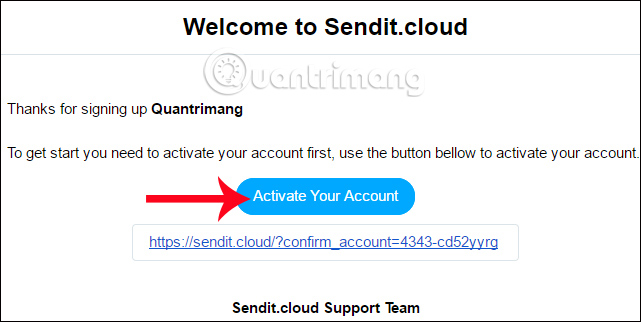 Welcome to Sendit.cloud
Quantrimang
Thanks for signing up Quantrimang
To get start you need to activate your account first, use the button bellow to activate your account.
Activate Your Account
https://sendit.cloud/?confirm_account=4343-cd52yyrg
Sendit.cloud Support Team